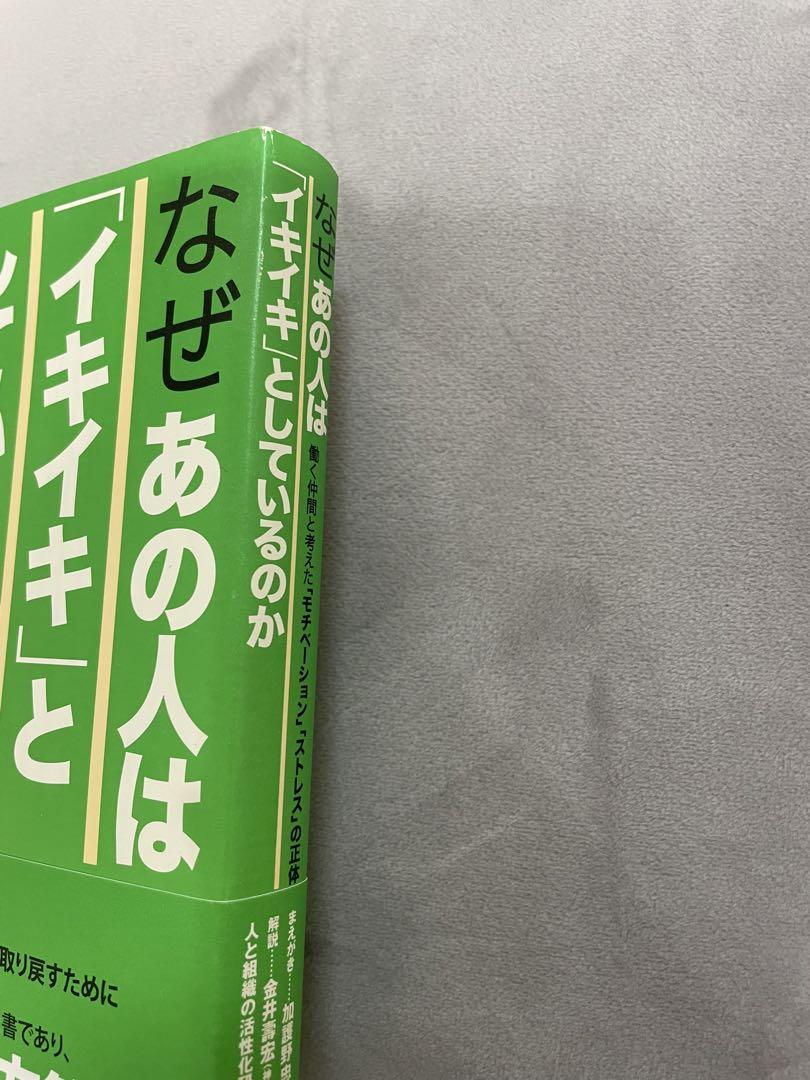 なぜあの人は
「イキイキ」と
なぜあの人は
「イキイキ」としているのか
働く仲間と考えた「モチベーション」「ストレス」の正体
取り戻すために
書であり、
まえがき……加護野忠
解説……金井壽宏(神
人と組織の活性化研